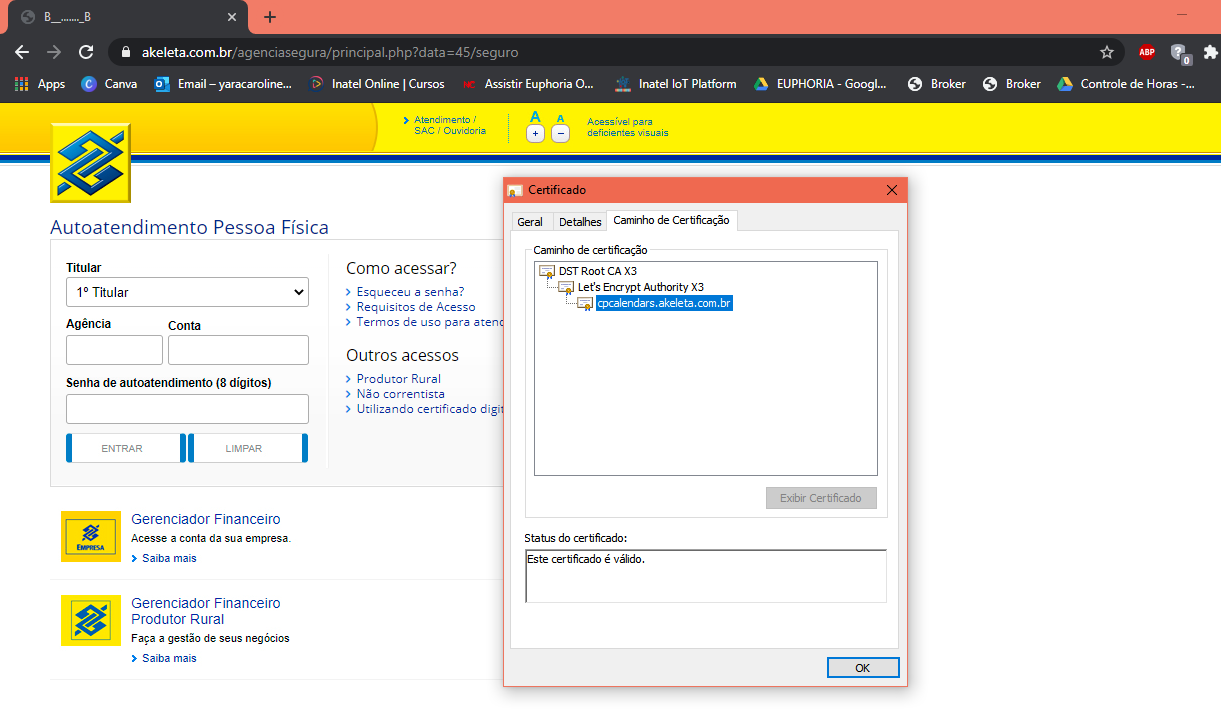 B__......._B
akeleta.com.br/agenciasegura/principal.php?data=45/seguro
ABP
0
Apps
Canva
Email – yaracaroline...
Inatel Online | Cursos
Assistir Euphoria O...
Inatel IoT Platform
EUPHORIA - Googl...
Broker
Broker
Controle de Horas -...
Atendimento /
SAC / Ouvidoria
A
+
A
−
Acessível para
deficientes visuais
Autoatendimento Pessoa Física
Titular
1º Titular
Agência
Conta
Senha de autoatendimento (8 dígitos)
ENTRAR
LIMPAR
Como acessar?
Esqueceu a senha?
Requisitos de Acesso
Termos de uso para atend
Outros acessos
Produtor Rural
Não correntista
Utilizando certificado digit
EMPRESA
Gerenciador Financeiro
Acesse a conta da sua empresa.
Saiba mais
Gerenciador Financeiro
Produtor Rural
Faça a gestão de seus negócios
Saiba mais
Certificado
Geral
Detalhes
Caminho de Certificação
Caminho de certificação
DST Root CA X3
Let's Encrypt Authority X3
cpcalendars.akeleta.com.br
Exibir Certificado
Status do certificado:
Este certificado é válido.
OK